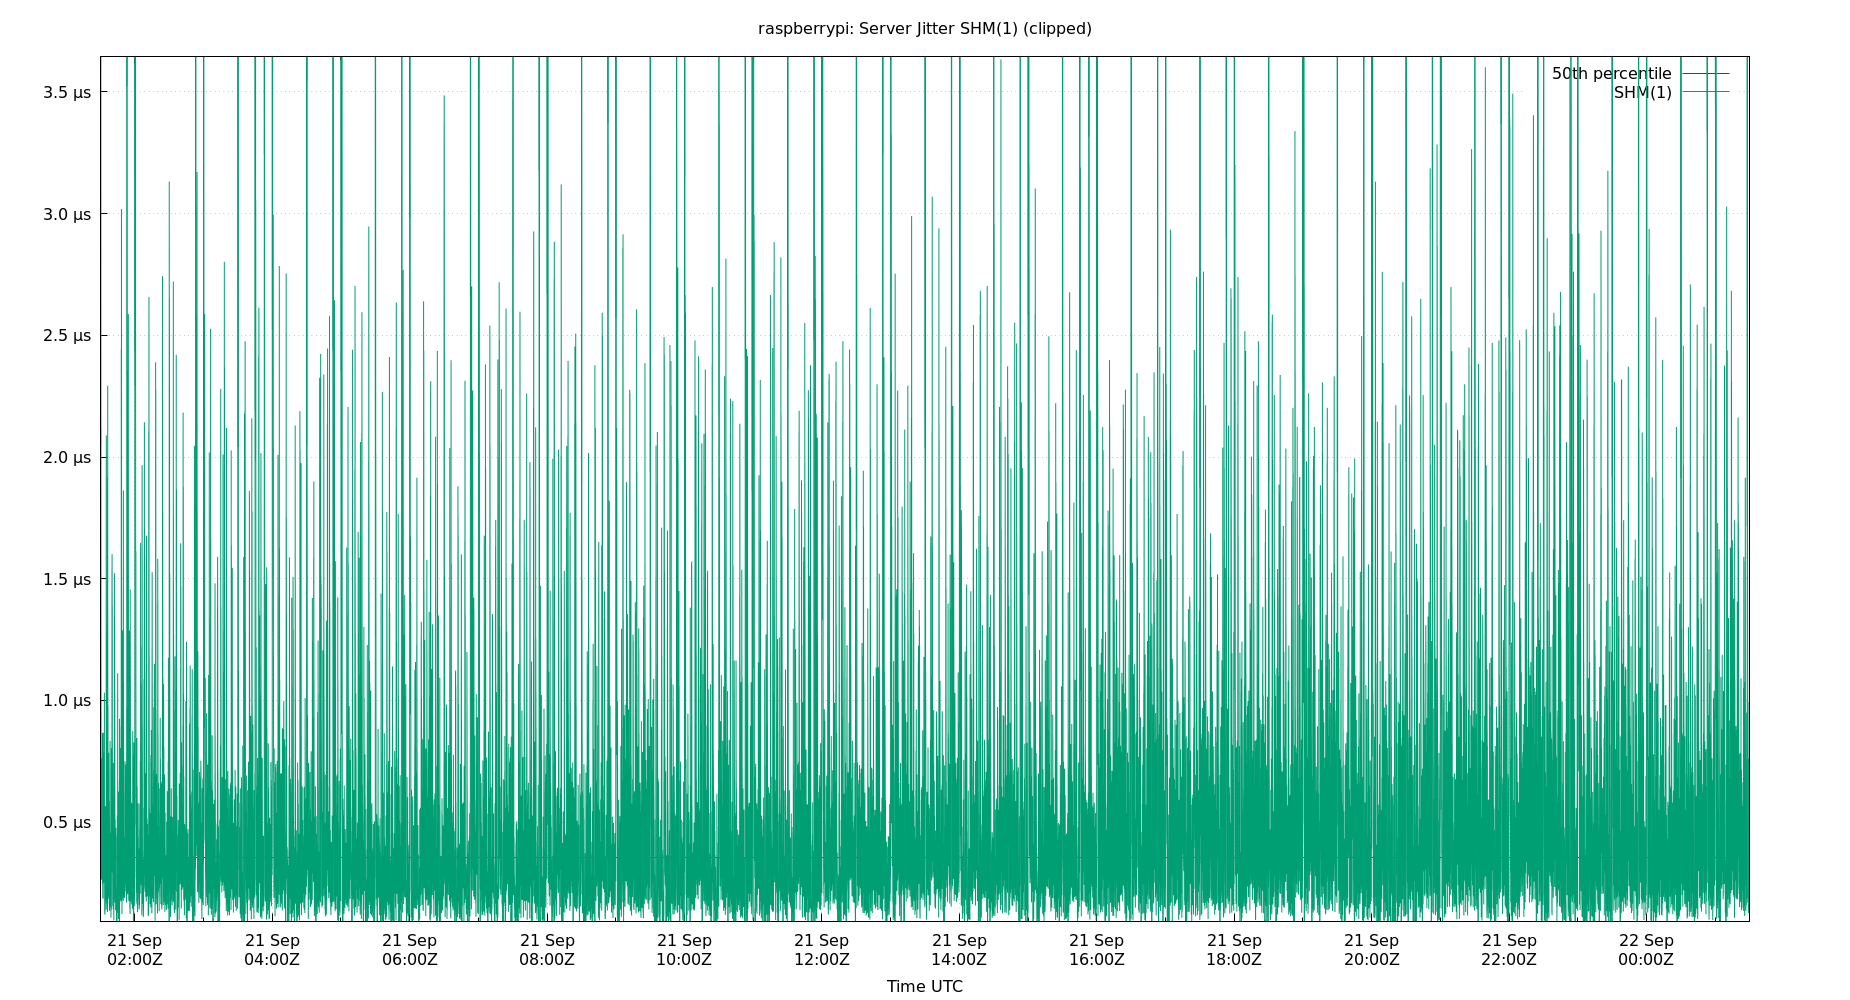 raspberrypi: Server Jitter SHM(1) (clipped)
50th percentile
SHM(1)
3.5 μs
3.0 μs
2.5 μs
2.0 μs
1.5 μs
1.0 μs
0.5 μs
21 Sep 21 Sep 21 Sep 21 Sep 21 Sep 21 Sep 21 Sep 21 Sep 21 Sep 21 Sep 21 Sep 22 Sep
02:00Z 04:00Z 06:00Z 08:00Z 10:00Z 12:00Z 14:00Z 16:00Z 18:00Z 20:00Z 22:00Z 00:00Z
Time UTC